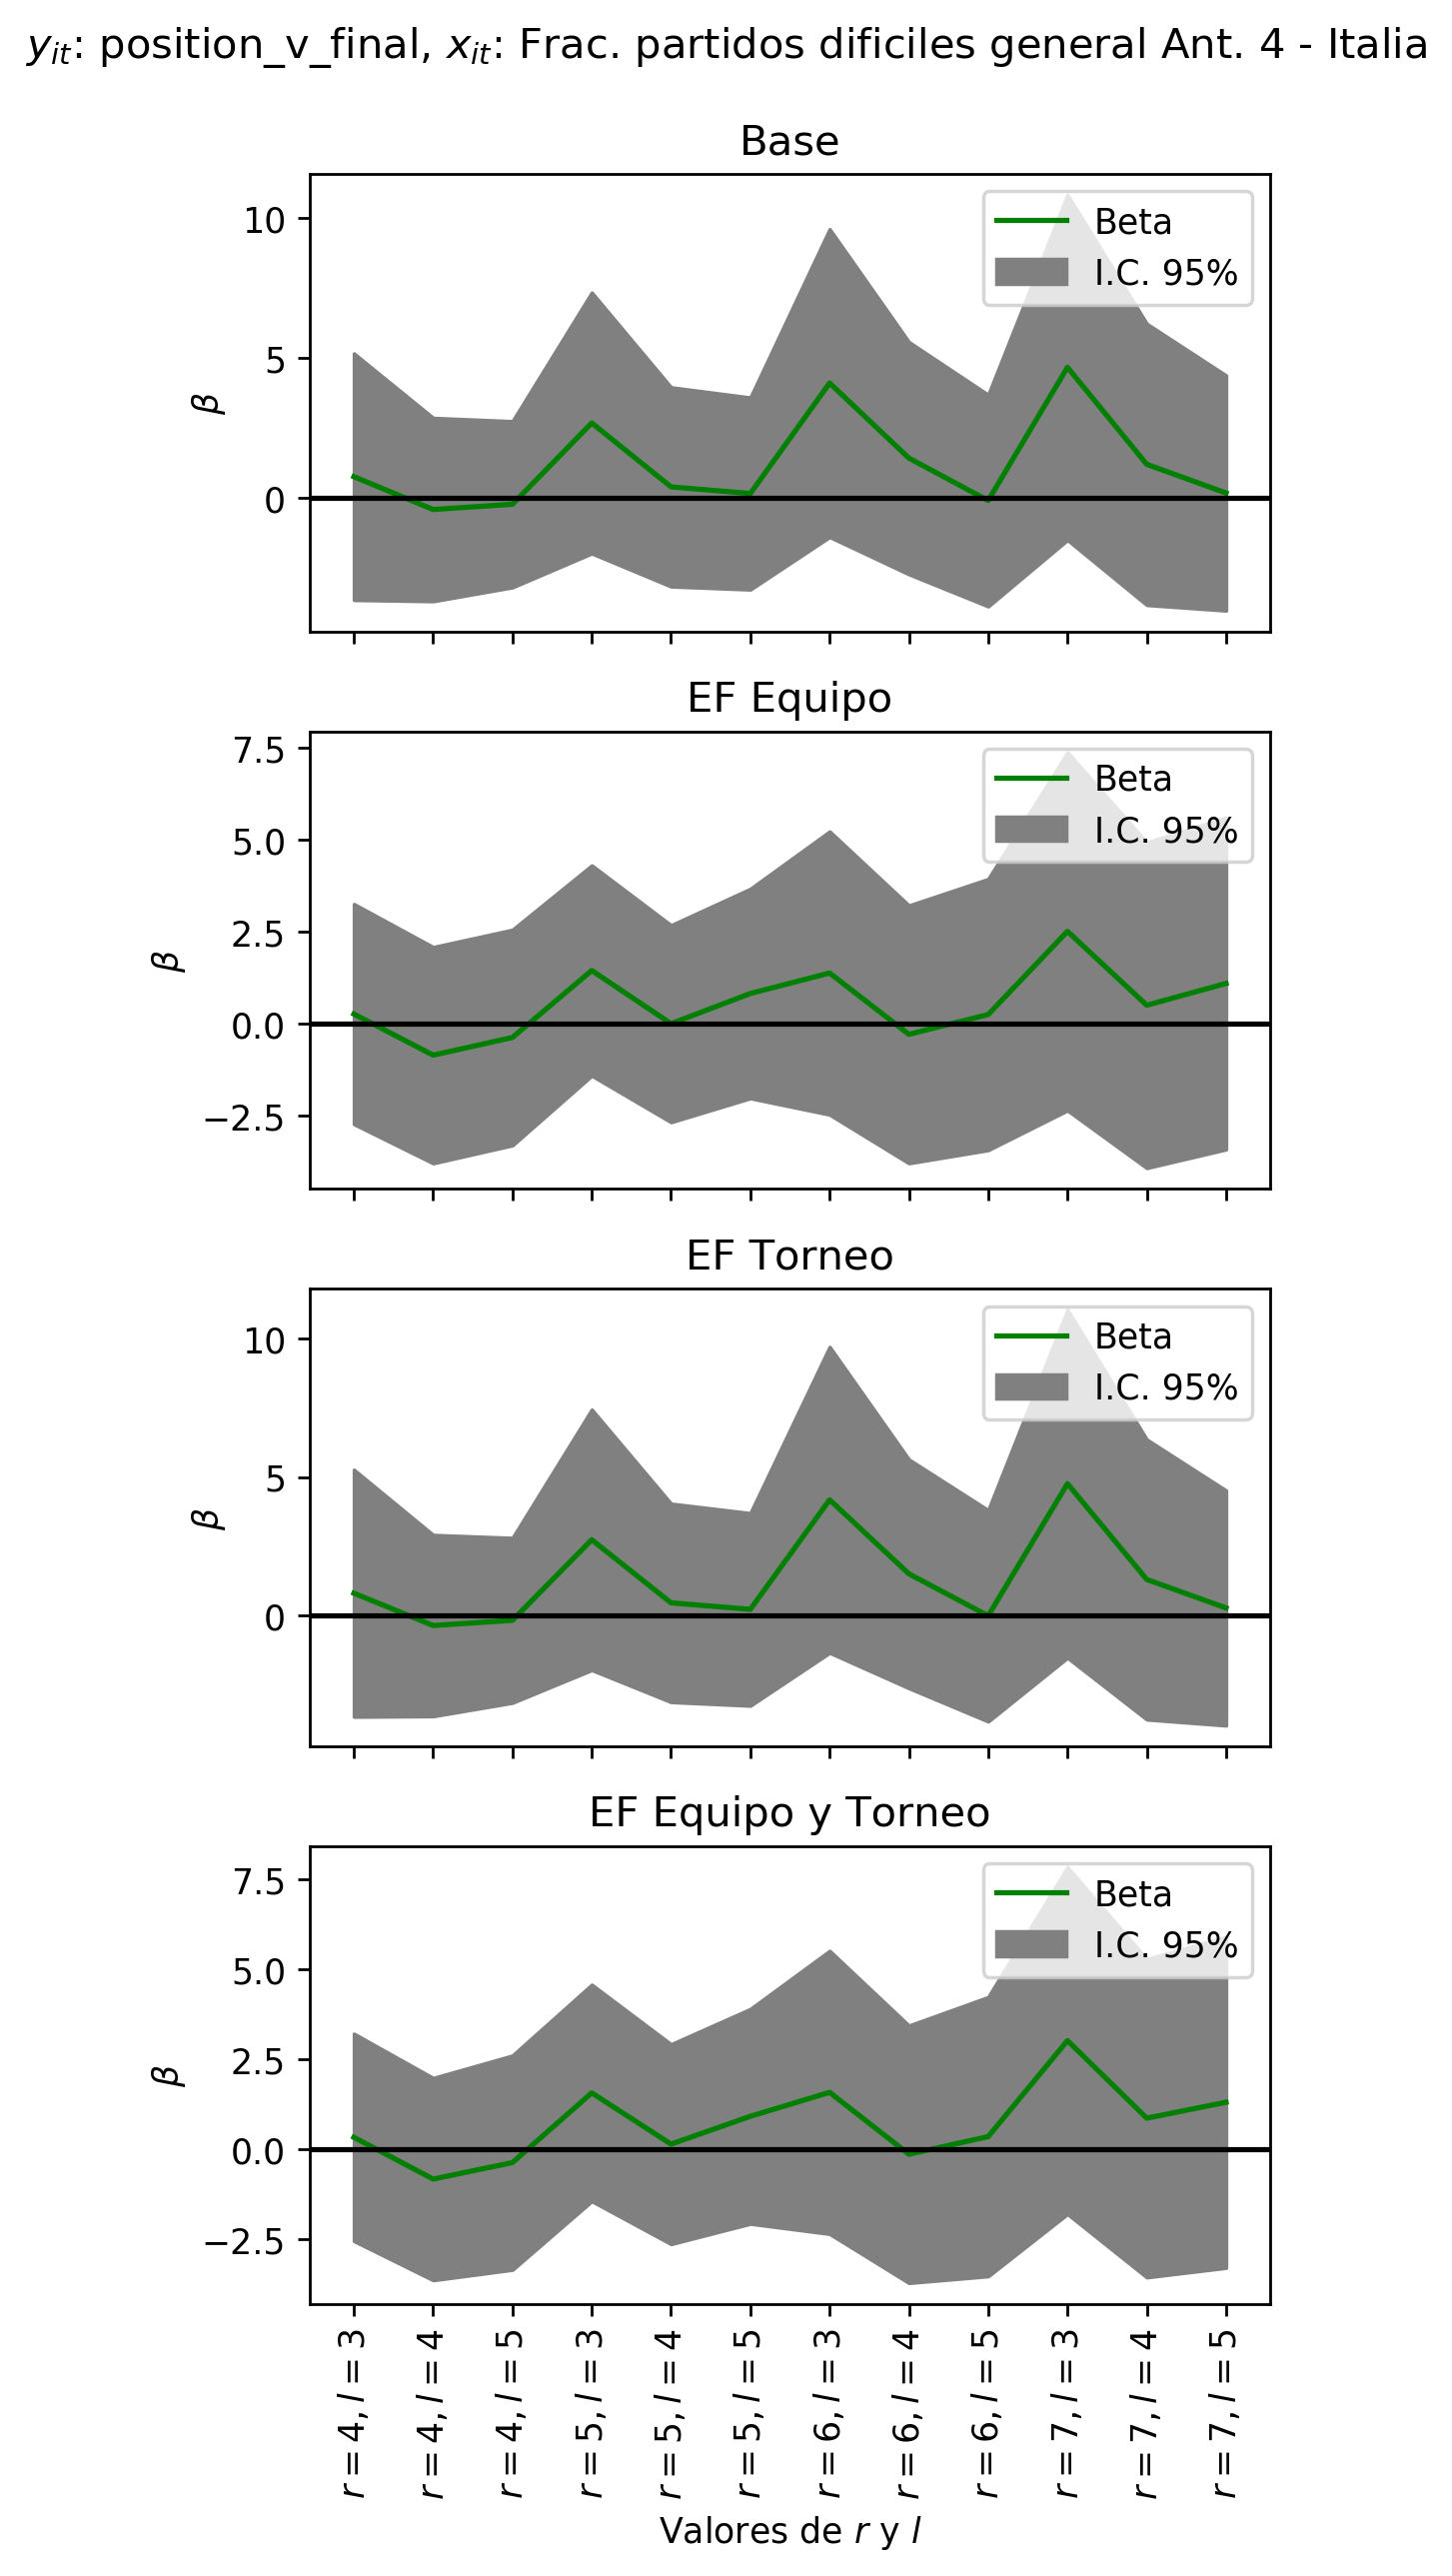 y_it: position_v_final, x_it: Frac. partidos dificiles general Ant. 4 - Italia
Base
10
5
0
β
Beta
I.C. 95%
EF Equipo
7.5
5.0
2.5
0.0
−2.5
β
Beta
I.C. 95%
EF Torneo
10
5
0
β
Beta
I.C. 95%
EF Equipo y Torneo
7.5
5.0
2.5
0.0
−2.5
β
Beta
I.C. 95%
r = 4, l = 3
r = 4, l = 4
r = 4, l = 5
r = 5, l = 3
r = 5, l = 4
r = 5, l = 5
r = 6, l = 3
r = 6, l = 4
r = 6, l = 5
r = 7, l = 3
r = 7, l = 4
r = 7, l = 5
Valores de r y l